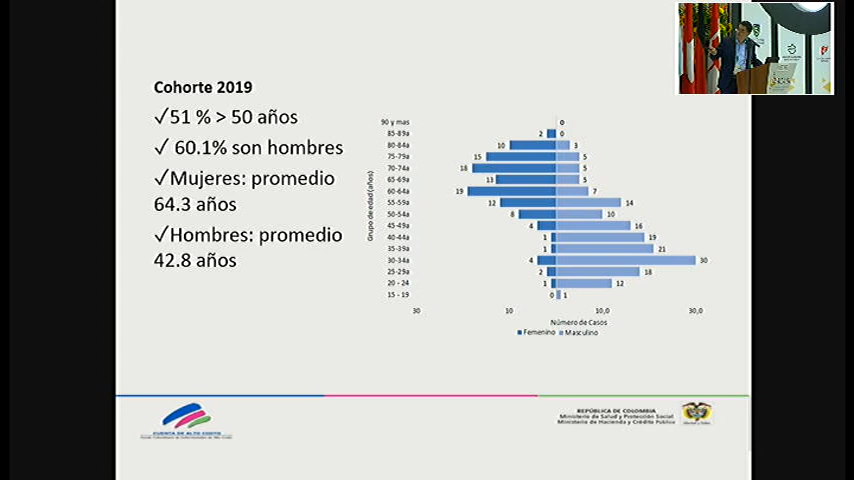 Cohorte 2019
✓51 % > 50 años
✓ 60.1% son hombres
✓Mujeres: promedio
64.3 años
✓Hombres: promedio
42.8 años
Grupo de edad (años)
90 y mas 0
85-89a 2 0
80-84a 10 3
75-79a 15 5
70-74a 18 5
65-69a 13 5
60-64a 19 7
55-59a 12 14
50-54a 8 10
45-49a 4 16
40-44a 1 19
35-39a 1 21
30-34a 4 30
25-29a 2 18
20 - 24 1 12
15 - 19 0 1
30 10 10,0 30,0
Número de Casos
Femenino Masculino
CUENTA DE ALTO COSTO
REPÚBLICA DE COLOMBIA
Ministerio de Salud y Protección Social
Ministerio de Hacienda y Crédito Público